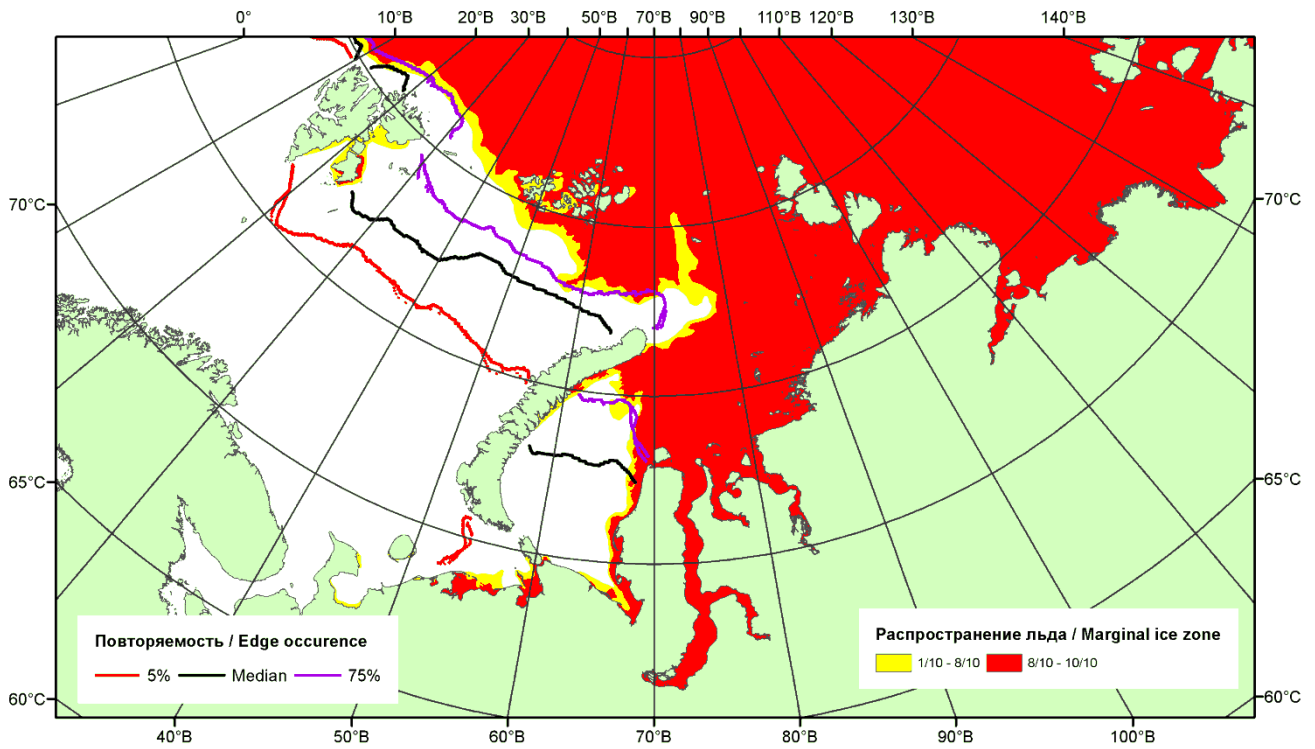 0° 10°В 20°В 30°В 50°В 70°В 90°В 110°В 120°В 130°В 140°В
70°С 70°С
65°С 65°С
Повторяемость / Edge occurence
5% Median 75%
Распространение льда / Marginal ice zone
1/10 - 8/10 8/10 - 10/10
60°С 60°С
40°В 50°В 60°В 70°В 80°В 90°В 100°В